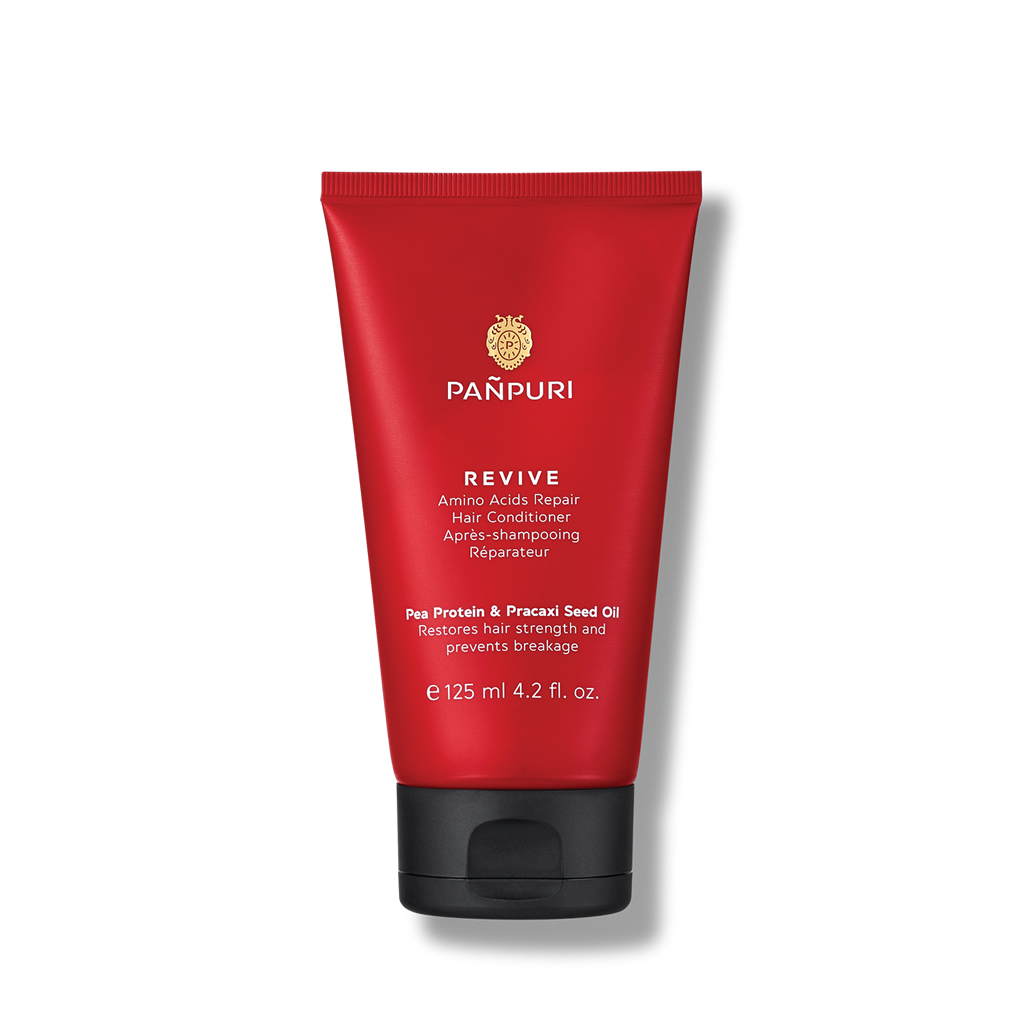 P
PAÑPURI
REVIVE
Amino Acids Repair
Hair Conditioner
Après-shampooing
Réparateur
Pea Protein & Pracaxi Seed Oil
Restores hair strength and
prevents breakage
℮ 125 ml 4.2 fl. oz.